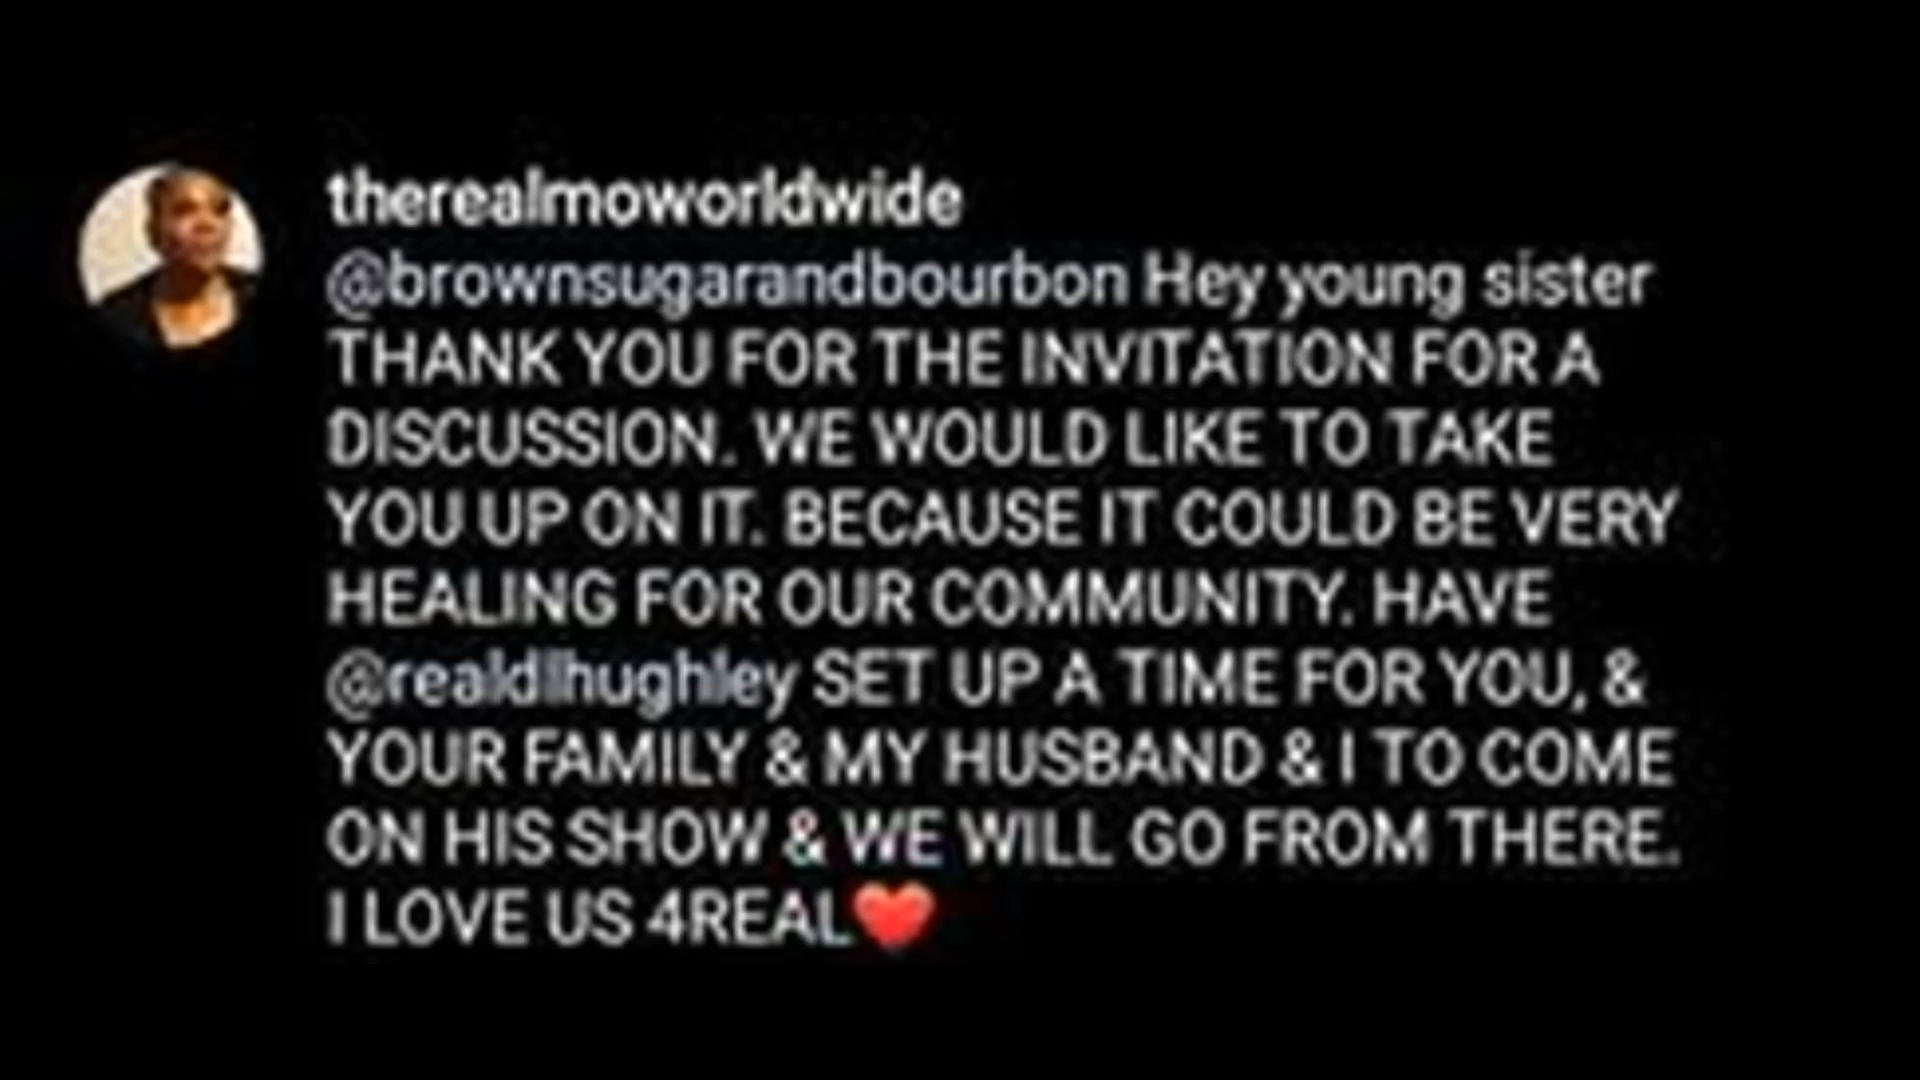 therealmoworldwide
@brownsugarandbourbon Hey young sister
THANK YOU FOR THE INVITATION FOR A
DISCUSSION. WE WOULD LIKE TO TAKE
YOU UP ON IT. BECAUSE IT COULD BE VERY
HEALING FOR OUR COMMUNITY. HAVE
@realdlhughley SET UP A TIME FOR YOU, &
YOUR FAMILY & MY HUSBAND & I TO COME
ON HIS SHOW & WE WILL GO FROM THERE.
I LOVE US 4REAL❤️